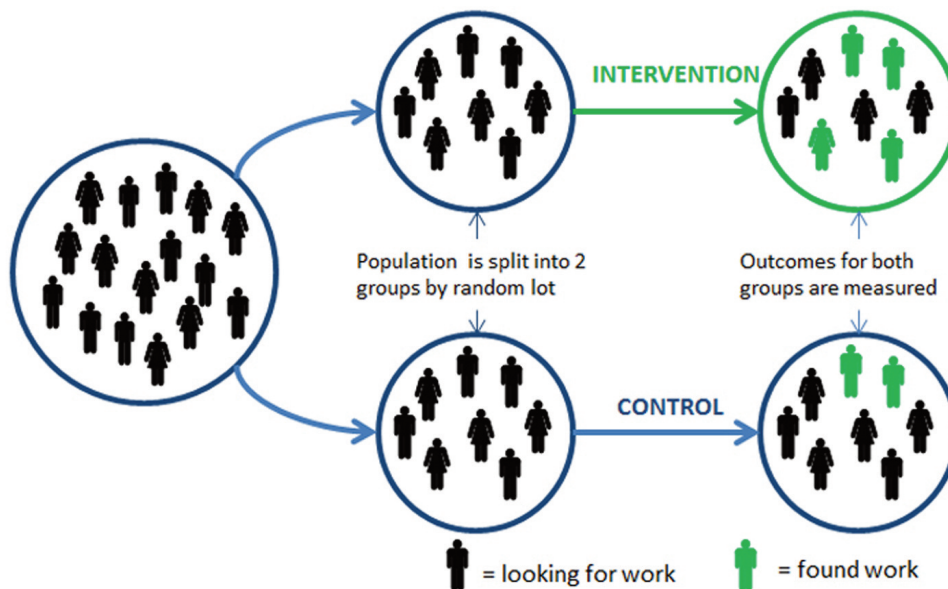 INTERVENTION
Population is split into 2
groups by random lot
Outcomes for both
groups are measured
CONTROL
= looking for work
= found work